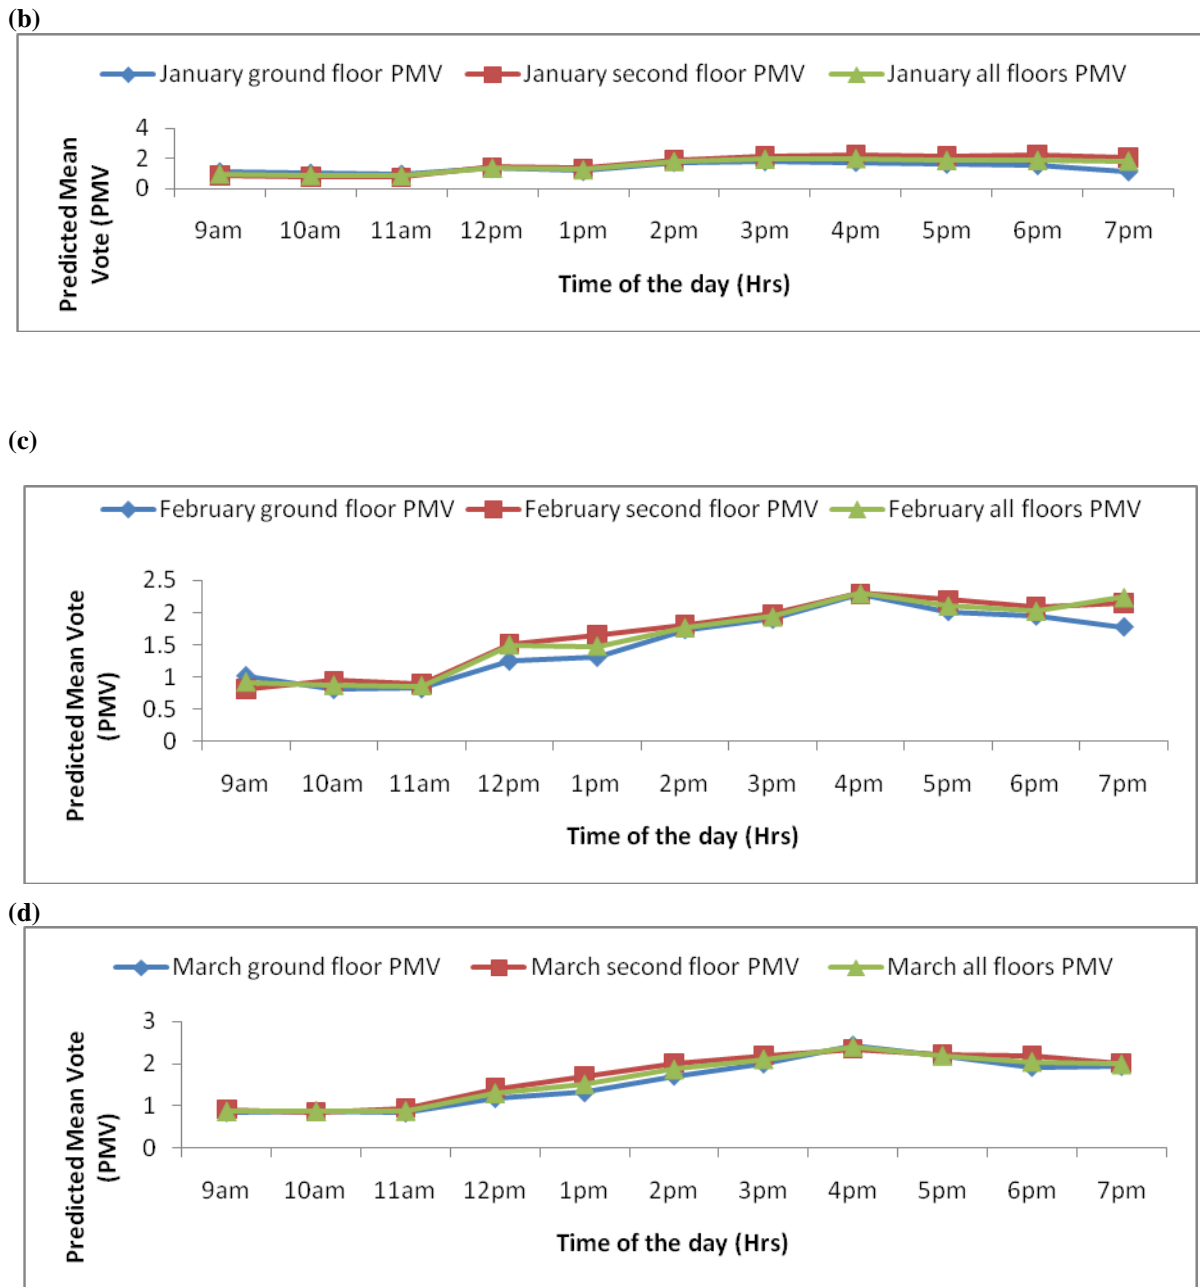 (b)
January ground floor PMV January second floor PMV January all floors PMV
4
2
0
Predicted Mean
Vote (PMV
9am 10am 11am 12pm 1pm 2pm 3pm 4pm 5pm 6pm 7pm
Time of the day (Hrs)
(c)
February ground floor PMV February second floor PMV February all floors PMV
2.5
2
1.5
1
0.5
0
Predicted Mean Vote
(PMV)
9am 10am 11am 12pm 1pm 2pm 3pm 4pm 5pm 6pm 7pm
Time of the day (Hrs)
(d)
March ground floor PMV March second floor PMV March all floors PMV
3
2
1
0
Predicted Mean Vote
(PMV)
9am 10am 11am 12pm 1pm 2pm 3pm 4pm 5pm 6pm 7pm
Time of the day (Hrs)